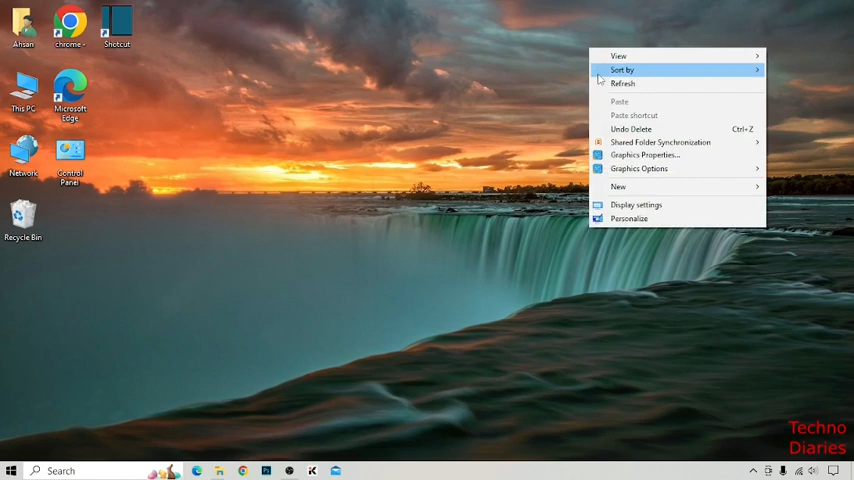 Ahsan
chrome -
Shotcut
This PC
Microsoft
Edge
Network
Control
Panel
Recycle Bin
View
Sort by
Refresh
Paste
Paste shortcut
Undo Delete Ctrl+Z
Shared Folder Synchronization
Graphics Properties...
Graphics Options
New
Display settings
Personalize
Techno
Diaries
Search
Ps
K